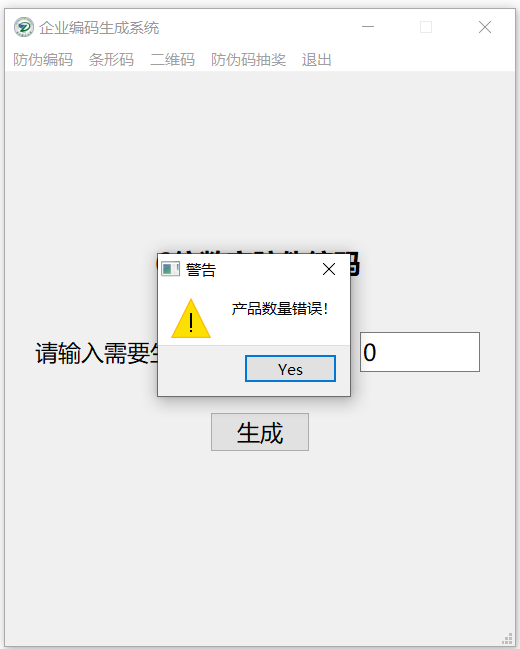 企业编码生成系统
防伪编码 条形码 二维码 防伪码抽奖 退出
警告
产品数量错误!
Yes
请输入需要
0
生成